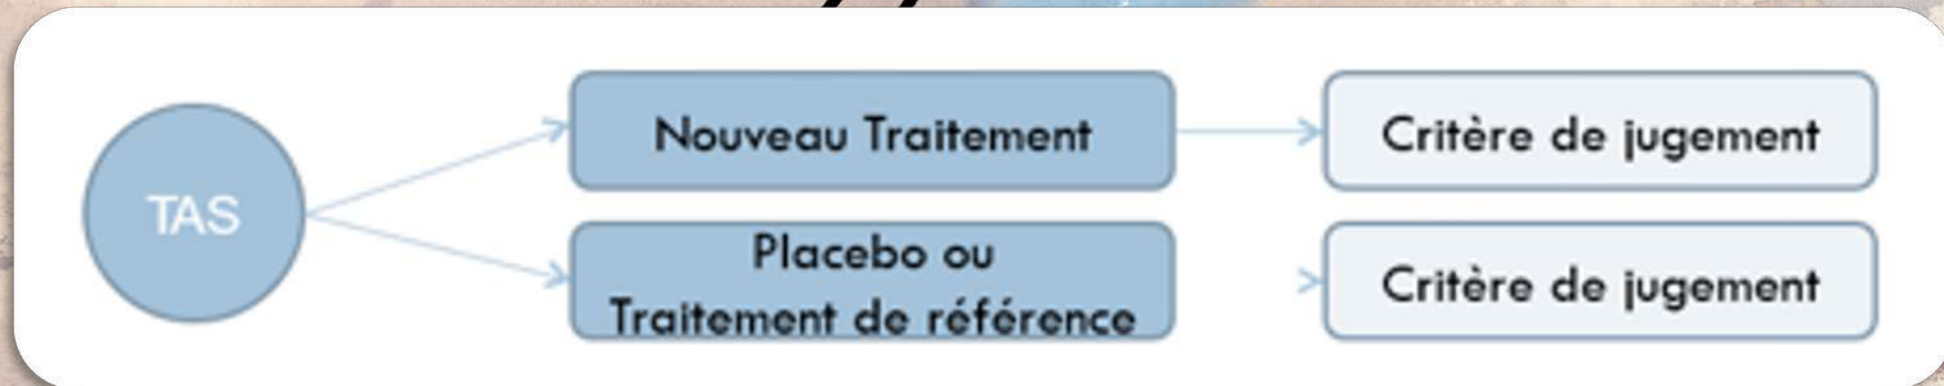 TAS
Nouveau Traitement
Critère de jugement
Placebo ou
Traitement de référence
Critère de jugement